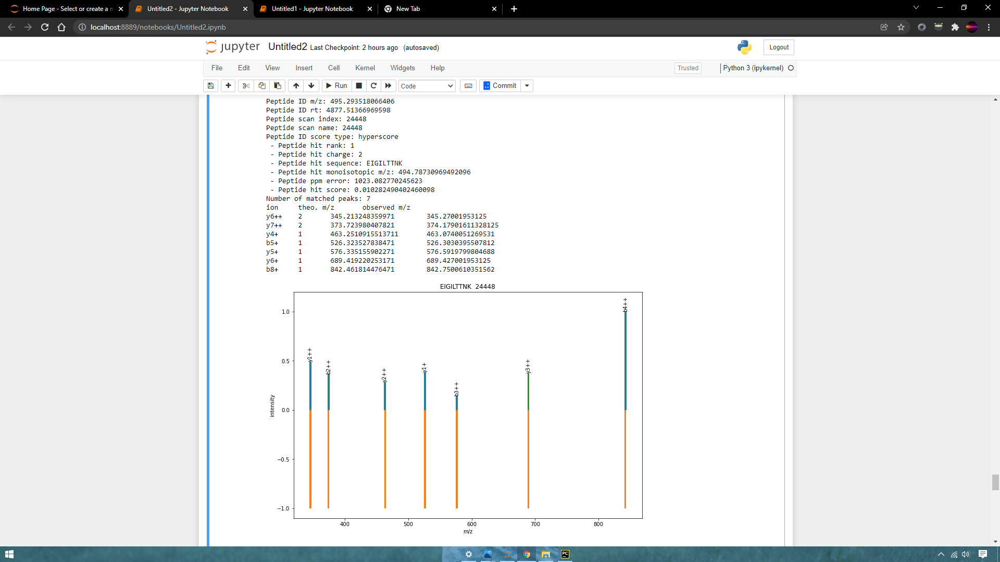 Home Page - Select or create a n
Untitled2 - Jupyter Notebook
Untitled1 - Jupyter Notebook
New Tab
localhost:8889/notebooks/Untitled2.ipynb
jupyter Untitled2 Last Checkpoint: 2 hours ago (autosaved)
Logout
File Edit View Insert Cell Kernel Widgets Help
Trusted
Python 3 (ipykernel)
Run
Code
Commit
Peptide ID m/z: 495.293518066406
Peptide ID rt: 4877.51366969598
Peptide scan index: 24448
Peptide scan name: 24448
Peptide ID score type: hyperscore
- Peptide hit rank: 1
- Peptide hit charge: 2
- Peptide hit sequence: EIGILTTNK
- Peptide hit monoisotopic m/z: 494.78730969492096
- Peptide ppm error: 1023.082770245623
- Peptide hit score: 0.010282490402460098
Number of matched peaks: 7
ion theo. m/z observed m/z
y6++ 2 345.213248359971 345.27001953125
y7++ 2 373.723980407821 374.17901611328125
y4+ 1 463.2510915513711 463.0740051269531
b5+ 1 526.323527838471 526.3030395507812
y5+ 1 576.335155902271 576.5919799804688
y6+ 1 689.419220253171 689.427001953125
b8+ 1 842.461814476471 842.7500610351562
EIGILTTNK 24448
1.0
0.5
0.0
−0.5
−1.0
intensity
y1++
b2++
y2++
y1+
b3++
y3++
b4++
400 500 600 700 800
m/z
PC